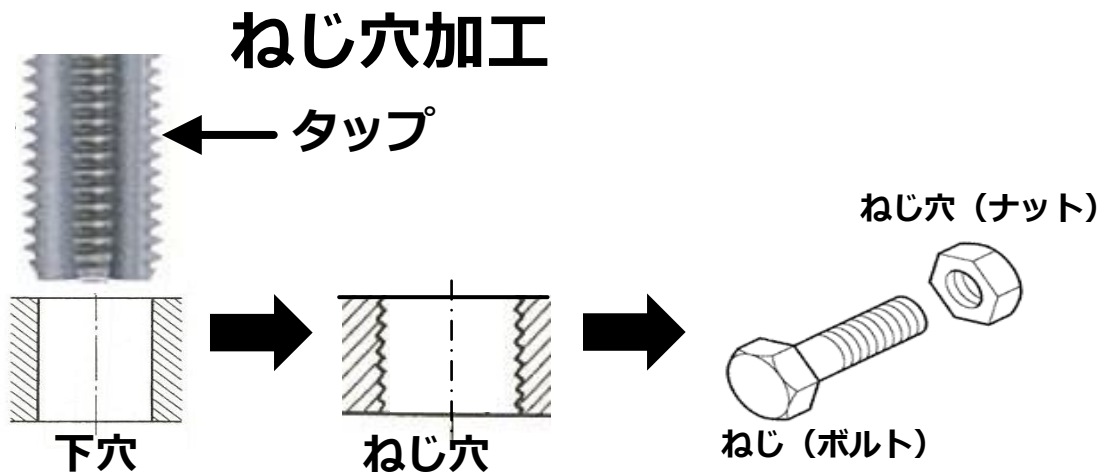 ねじ穴加工
タップ
ねじ穴（ナット）
下穴
ねじ穴
ねじ（ボルト）